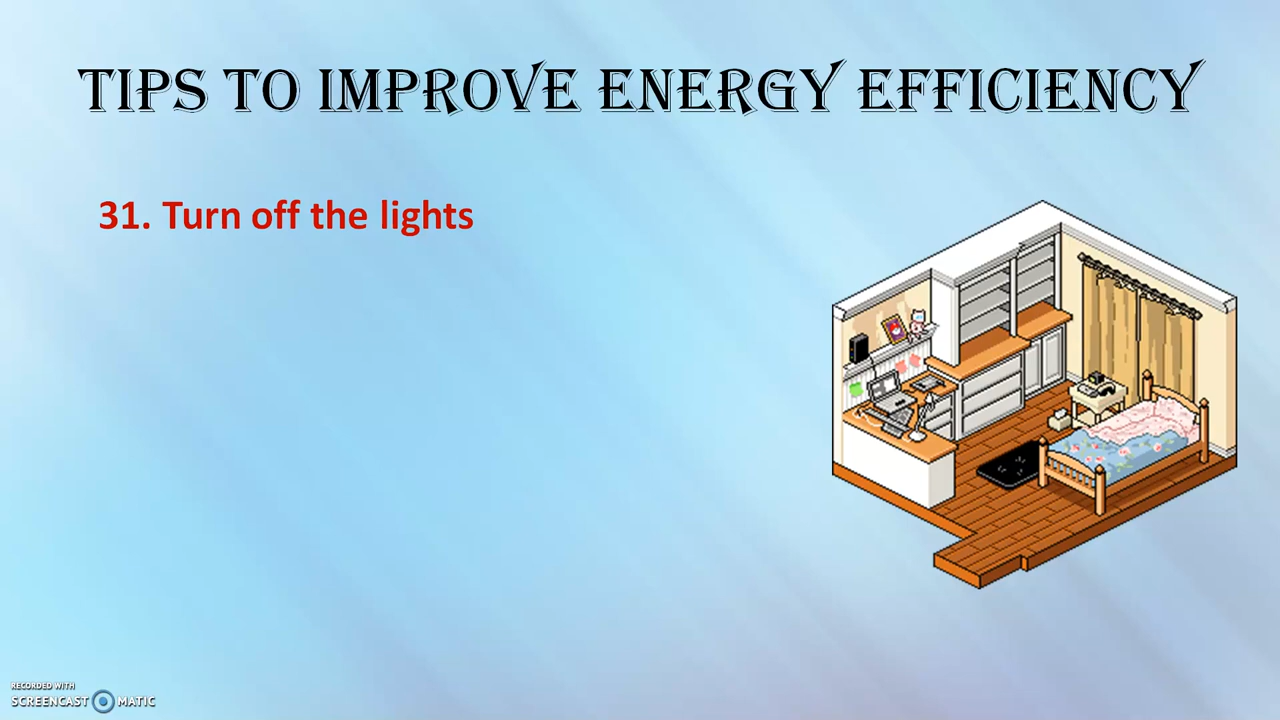 TIPS TO IMPROVE ENERGY EFFICIENCY
31. Turn off the lights
RECORDED WITH
SCREENCAST MATIC